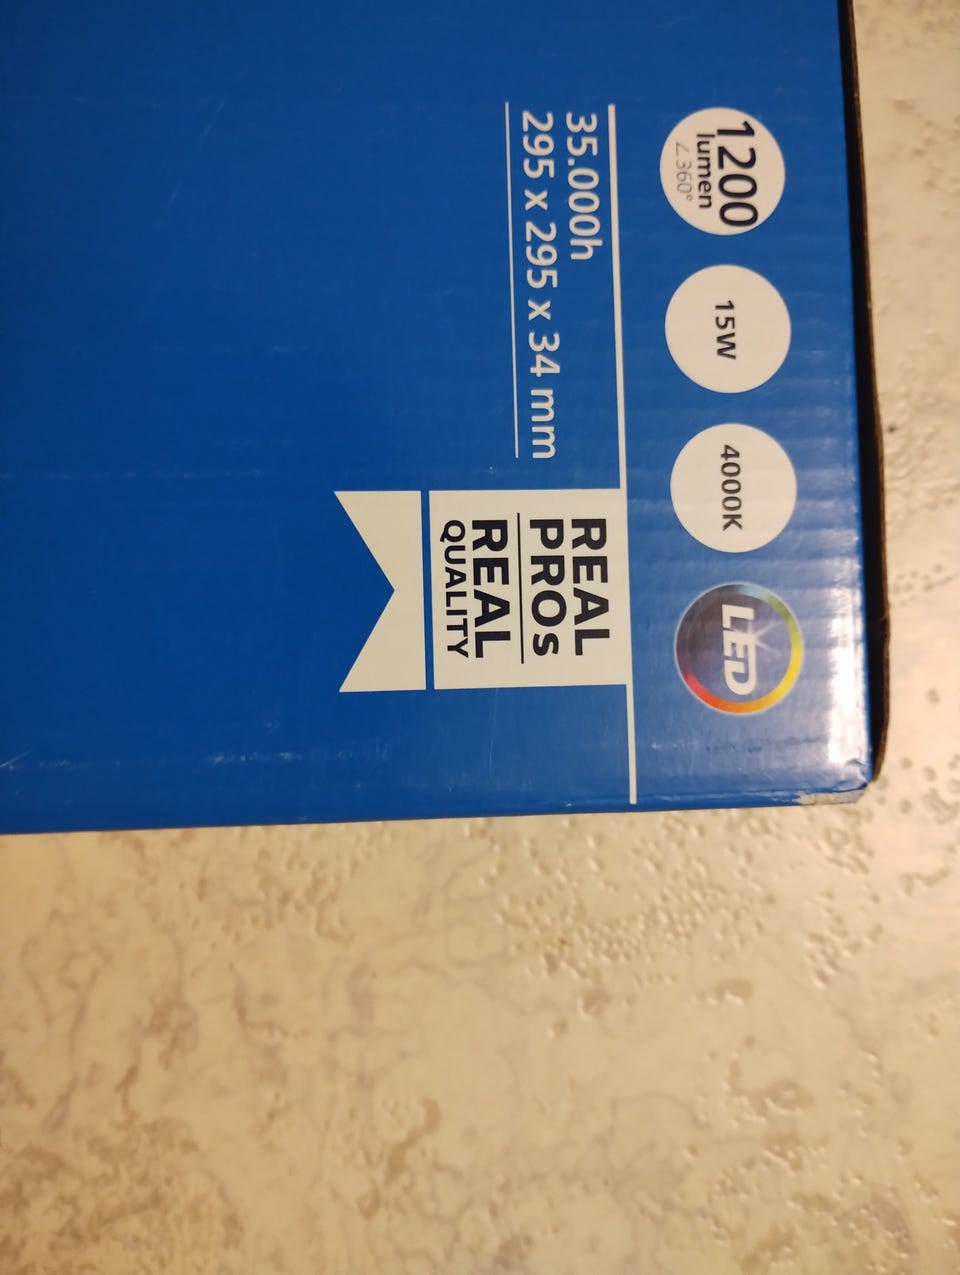 1200
lumen
∠360°
15W
4000K
LED
35.000h
295 x 295 x 34 mm
REAL
PROs
REAL
QUALITY